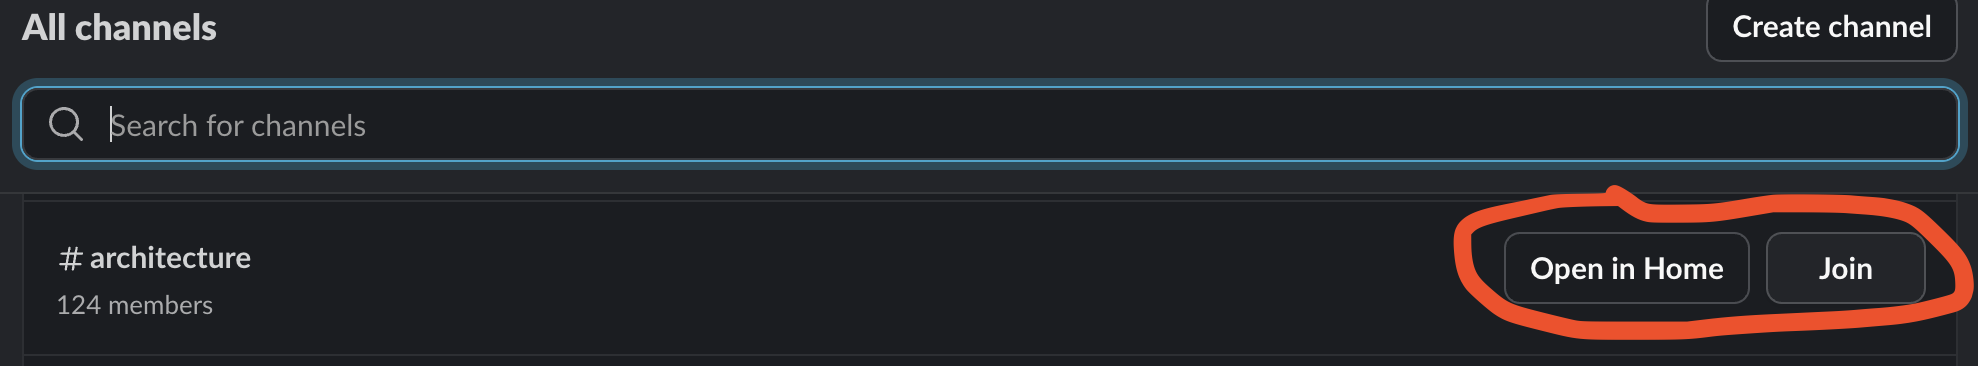 All channels
Create channel
Search for channels
# architecture
Open in Home
Join
124 members